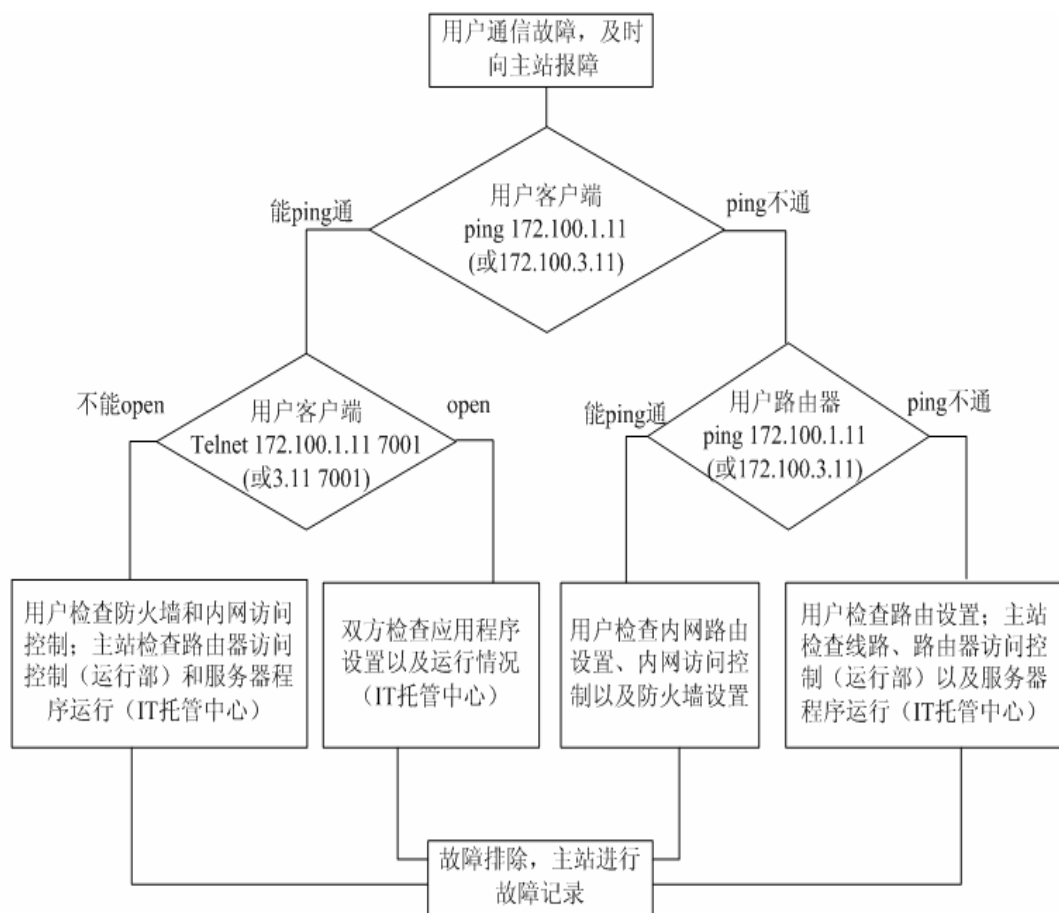 用户通信故障，及时
向主站报障
用户客户端
ping 172.100.1.11
(或172.100.3.11)
能ping通
ping不通
不能open
用户客户端
Telnet 172.100.1.11 7001
(或3.11 7001)
open
能ping通
用户路由器
ping 172.100.1.11
(或172.100.3.11)
ping不通
用户检查防火墙和内网访问
控制；主站检查路由器访问
控制（运行部）和服务器程
序运行（IT托管中心）
双方检查应用程序
设置以及运行情况
（IT托管中心）
用户检查内网路由
设置、内网访问控
制以及防火墙设置
用户检查路由设置；主站
检查线路、路由器访问控
制（运行部）以及服务器
程序运行（IT托管中心）
故障排除，主站进行
故障记录